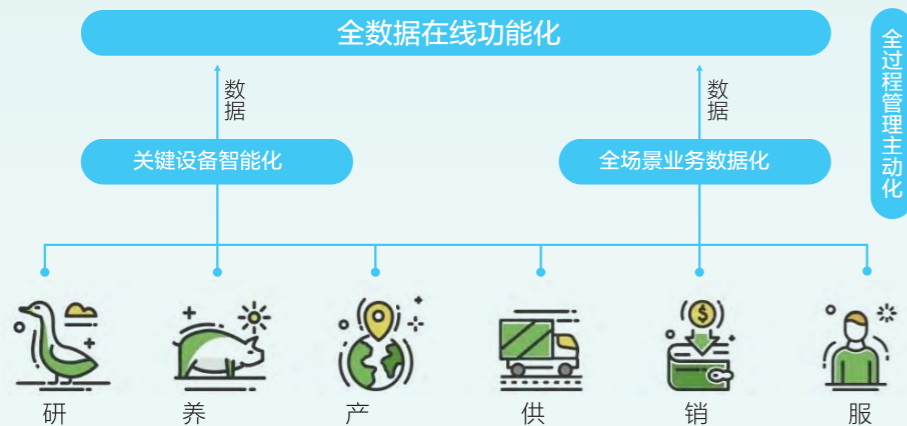 全数据在线功能化
全过程管理主动化
数据
数据
关键设备智能化
全场景业务数据化
研
养
产
供
销
服